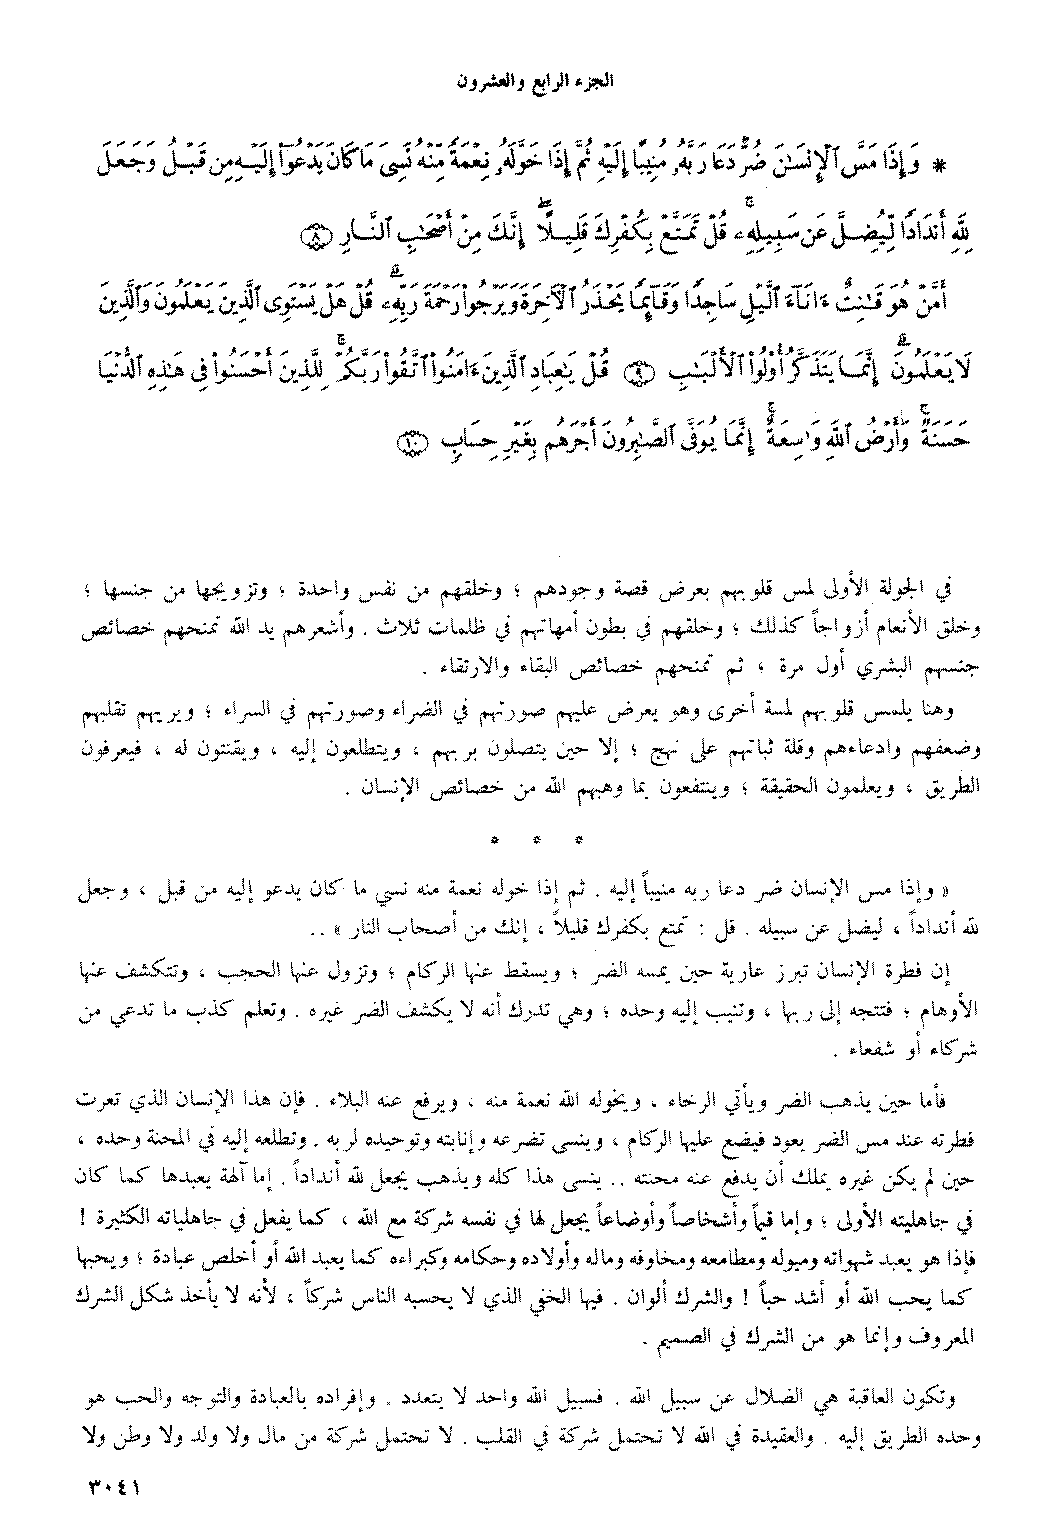 الجزء الرابع والعشرون
* وَإِذَا مَسَّ ٱلْإِنسَـٰنَ ضُرٌّ دَعَا رَبَّهُۥ مُنِيبًا إِلَيْهِ ثُمَّ إِذَا خَوَّلَهُۥ نِعْمَةً مِّنْهُ نَسِىَ مَا كَانَ يَدْعُوٓا۟ إِلَيْهِ مِن قَبْلُ وَجَعَلَ
لِلَّهِ أَندَادًا لِّيُضِلَّ عَن سَبِيلِهِۦ ۚ قُلْ تَمَتَّعْ بِكُفْرِكَ قَلِيلًا ۖ إِنَّكَ مِنْ أَصْحَـٰبِ ٱلنَّارِ ﴿٨﴾
أَمَّنْ هُوَ قَـٰنِتٌ ءَانَآءَ ٱلَّيْلِ سَاجِدًا وَقَآئِمًا يَحْذَرُ ٱلْـَٔاخِرَةَ وَيَرْجُوا۟ رَحْمَةَ رَبِّهِۦ ۗ قُلْ هَلْ يَسْتَوِى ٱلَّذِينَ يَعْلَمُونَ وَٱلَّذِينَ
لَا يَعْلَمُونَ ۗ إِنَّمَا يَتَذَكَّرُ أُو۟لُوا۟ ٱلْأَلْبَـٰبِ ﴿٩﴾ قُلْ يَـٰعِبَادِ ٱلَّذِينَ ءَامَنُوا۟ ٱتَّقُوا۟ رَبَّكُمْ ۚ لِلَّذِينَ أَحْسَنُوا۟ فِى هَـٰذِهِ ٱلدُّنْيَا
حَسَنَةٌ ۗ وَأَرْضُ ٱللَّهِ وَٰسِعَةٌ ۗ إِنَّمَا يُوَفَّى ٱلصَّـٰبِرُونَ أَجْرَهُم بِغَيْرِ حِسَابٍ ﴿١٠﴾
في الجولة الأولى لمس قلوبهم بعرض قصة وجودهم ؛ وخلقهم من نفس واحدة ؛ وتزويجها من جنسها ؛
وخلق الأنعام أزواجاً كذلك ؛ وخلقهم في بطون أمهاتهم في ظلمات ثلاث . وأشعرهم يد الله تمنحهم خصائص
جنسهم البشري أول مرة ؛ ثم تمنحهم خصائص البقاء والارتقاء .
وهنا يلمس قلوبهم لمسة أخرى وهو يعرض عليهم صورتهم في الضراء وصورتهم في السراء ؛ ويريهم تقلبهم
وضعفهم وادعاءهم وقلة ثباتهم على نهج ؛ إلا حين يتصلون بربهم ، ويتطلعون إليه ، ويقنتون له ، فيعرفون
الطريق ، ويعلمون الحقيقة ؛ وينتفعون بما وهبهم الله من خصائص الإنسان .
* * *
« وإذا مس الإنسان ضر دعا ربه منيباً إليه . ثم إذا خوله نعمة منه نسي ما كان يدعو إليه من قبل ، وجعل
لله أنداداً ، ليضل عن سبيله . قل : تمتع بكفرك قليلاً ، إنك من أصحاب النار » ..
إن فطرة الإنسان تبرز عارية حين يمسه الضر ؛ ويسقط عنها الركام ؛ وتزول عنها الحجب ، وتتكشف عنها
الأوهام ؛ فتتجه إلى ربها ، وتنيب إليه وحده ؛ وهي تدرك أنه لا يكشف الضر غيره . وتعلم كذب ما تدعي من
شركاء أو شفعاء .
فأما حين يذهب الضر ويأتي الرخاء ، ويخوله الله نعمة منه ، ويرفع عنه البلاء . فإن هذا الإنسان الذي تعرت
فطرته عند مس الضر يعود فيضع عليها الركام ، وينسى تضرعه وإنابته وتوحيده لربه . وتطلعه إليه في المحنة وحده ،
حين لم يكن غيره يملك أن يدفع عنه محنته .. ينسى هذا كله ويذهب يجعل لله أنداداً . إما آلهة يعبدها كما كان
في جاهليته الأولى ؛ وإما قيماً وأشخاصاً وأوضاعاً يجعل لها في نفسه شركة مع الله ، كما يفعل في جاهلياته الكثيرة !
فإذا هو يعبد شهواته وميوله ومطامعه ومخاوفه وماله وأولاده وحكامه وكبراءه كما يعبد الله أو أخلص عبادة ؛ ويحبها
كما يحب الله أو أشد حباً ! والشرك ألوان . فيها الخفي الذي لا يحسبه الناس شركاً ، لأنه لا يأخذ شكل الشرك
المعروف وإنما هو من الشرك في الصميم .
وتكون العاقبة هي الضلال عن سبيل الله . فسبيل الله واحد لا يتعدد . وإفراده بالعبادة والتوجه والحب هو
وحده الطريق إليه . والعقيدة في الله لا تحتمل شركة في القلب . لا تحتمل شركة من مال ولا ولد ولا وطن ولا
٣٠٤١